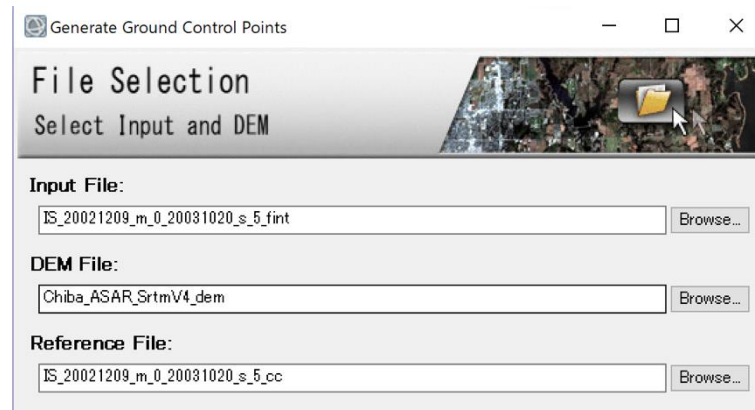 Generate Ground Control Points
File Selection
Select Input and DEM
Input File:
IS_20021209_m_0_20031020_s_5_fint
Browse...
DEM File:
Chiba_ASAR_SrtmV4_dem
Browse...
Reference File:
IS_20021209_m_0_20031020_s_5_cc
Browse...